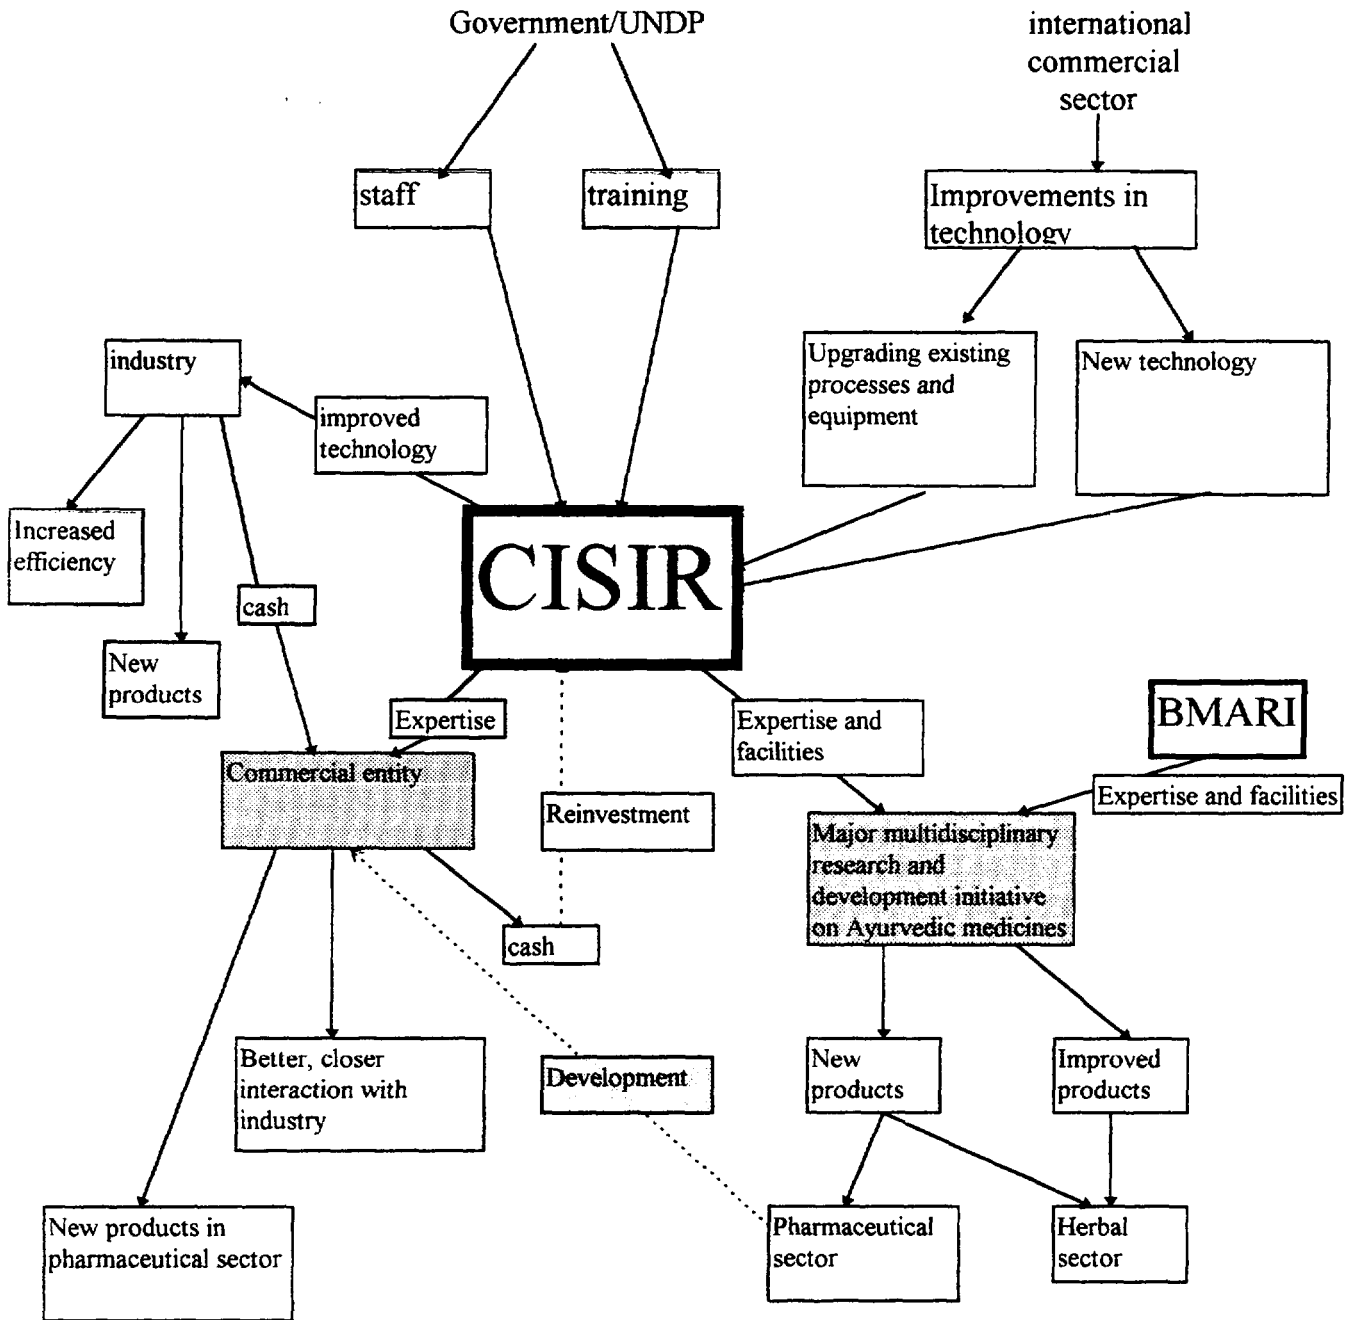 Government/UNDP
international
commercial
sector
staff
training
Improvements in
technology
industry
improved
technology
Upgrading existing
processes and
equipment
New technology
Increased
efficiency
cash
New
products
CISIR
Expertise
Expertise and
facilities
BMARI
Expertise and facilities
Commercial entity
Reinvestment
Major multidisciplinary
research and
development initiative
on Ayurvedic medicines
cash
Better, closer
interaction with
industry
Development
New
products
Improved
products
New products in
pharmaceutical sector
Pharmaceutical
sector
Herbal
sector